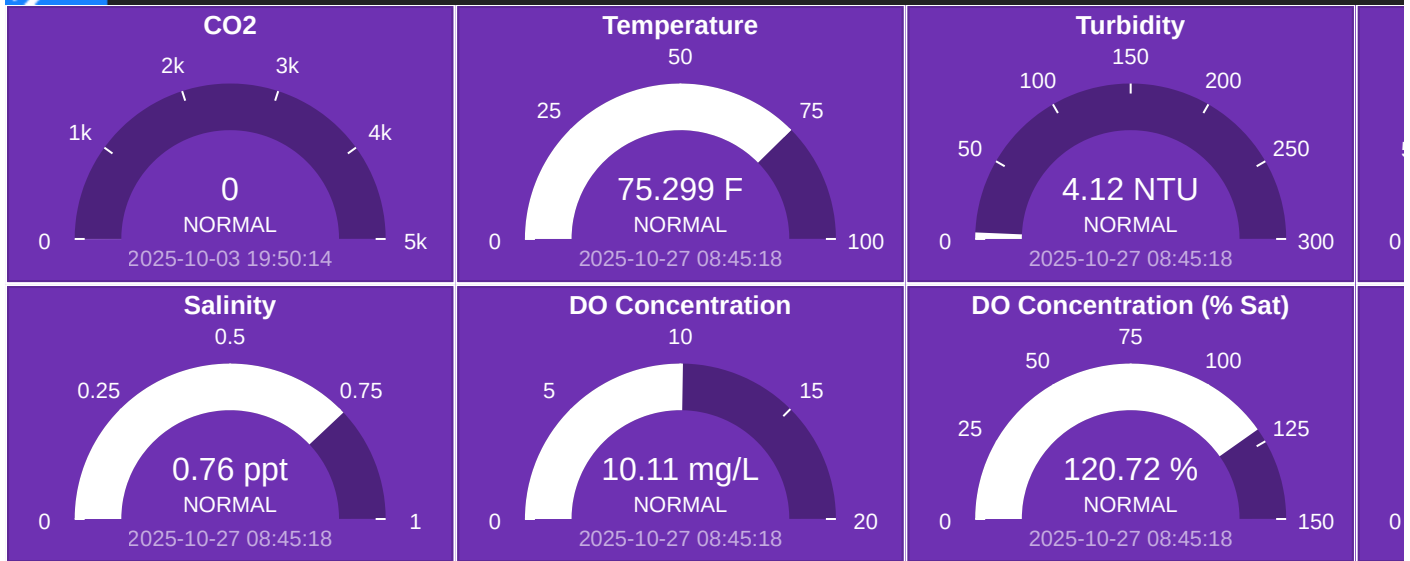 CO2
2k
3k
1k
4k
0
NORMAL
0
5k
2025-10-03 19:50:14
Temperature
50
25
75
75.299 F
NORMAL
0
100
2025-10-27 08:45:18
Turbidity
150
100
200
50
250
4.12 NTU
NORMAL
0
300
2025-10-27 08:45:18
0
Salinity
0.5
0.25
0.75
0.76 ppt
NORMAL
0
1
2025-10-27 08:45:18
DO Concentration
10
5
15
10.11 mg/L
NORMAL
0
20
2025-10-27 08:45:18
DO Concentration (% Sat)
75
50
100
25
125
120.72 %
NORMAL
0
150
2025-10-27 08:45:18
0